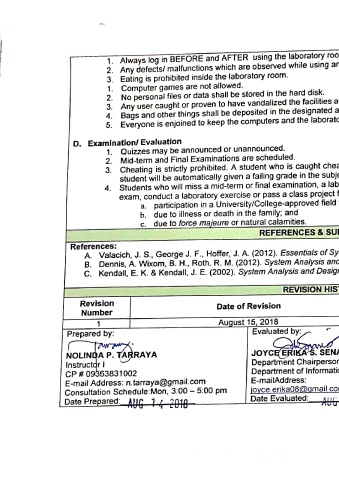 1. Always log in BEFORE and AFTER using the laboratory roo
2. Any defects/ malfunctions which are observed while using an
3. Eating is prohibited inside the laboratory room.
1. Computer games are not allowed.
2. No personal files or data shall be stored in the hard disk.
3. Any user caught or proven to have vandalized the facilities a
4. Bags and other things shall be deposited in the designated a
5. Everyone is enjoined to keep the computers and the laborato
D. Examination/ Evaluation
1. Quizzes may be announced or unannounced.
2. Mid-term and Final Examinations are scheduled.
3. Cheating is strictly prohibited. A student who is caught chea
student will be automatically given a failing grade in the subje
4. Students who will miss a mid-term or final examination, a lab
exam, conduct a laboratory exercise or pass a class project f
a. participation in a University/College-approved field
b. due to illness or death in the family; and
c. due to force majeure or natural calamities.
REFERENCES & SU
References:
A. Valacich, J. S., George J. F., Hoffer, J. A. (2012). Essentials of Sy
B. Dennis, A. Wixom, B. H., Roth. R. M. (2012). System Analysis and
C. Kendall, E. K. & Kendall, J. E. (2002). System Analysis and Desig
REVISION HIS
Revision Number Date of Revision
1 August 15, 2018
Prepared by: Evaluated by:
NOLINDA P. TARRAYA JOYCE ERIKA S. SENA
Instructor I Department Chairperson
CP # 09363831002 Department of Informati
E-mail Address: n.tarraya@gmail.com E-mailAddress:
Consultation Schedule:Mon, 3:00 – 5:00 pm joyce.erika06@gmail.co
Date Prepared: AUG 14 2018 Date Evaluated: AUG